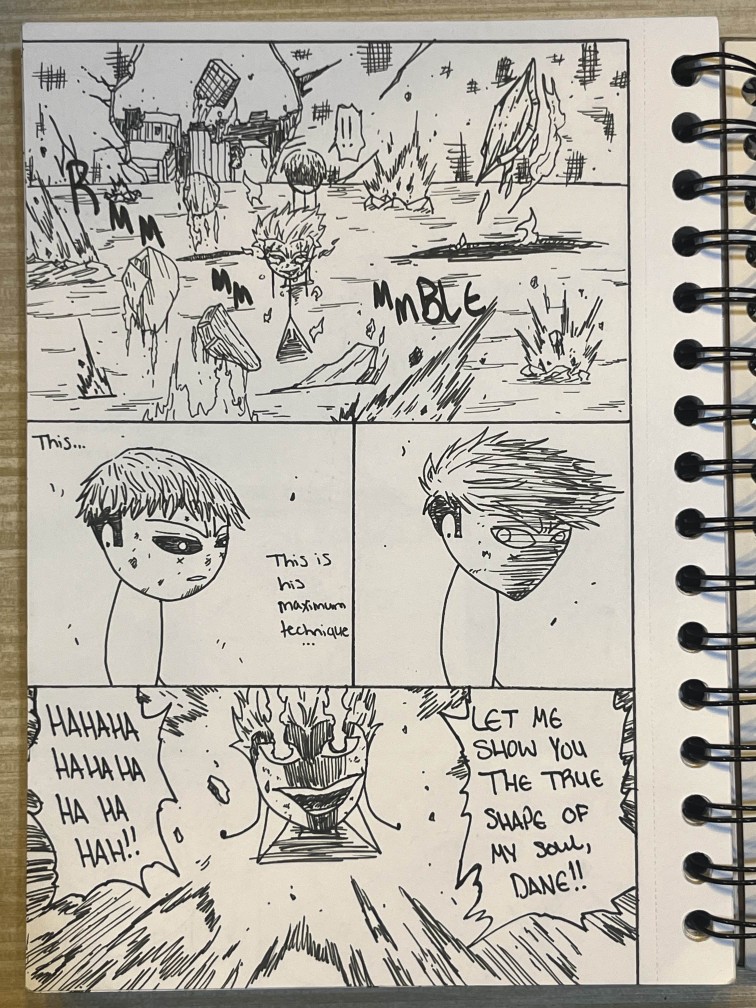 !!!
R
MM
MM
MMBLE
This...
This is
his
maximum
technique
...
HAHAHA
HAHAHA
HA HA
HAH!!
LET ME
SHOW YOU
THE TRUE
SHAPE OF
MY SOUL,
DANE!!